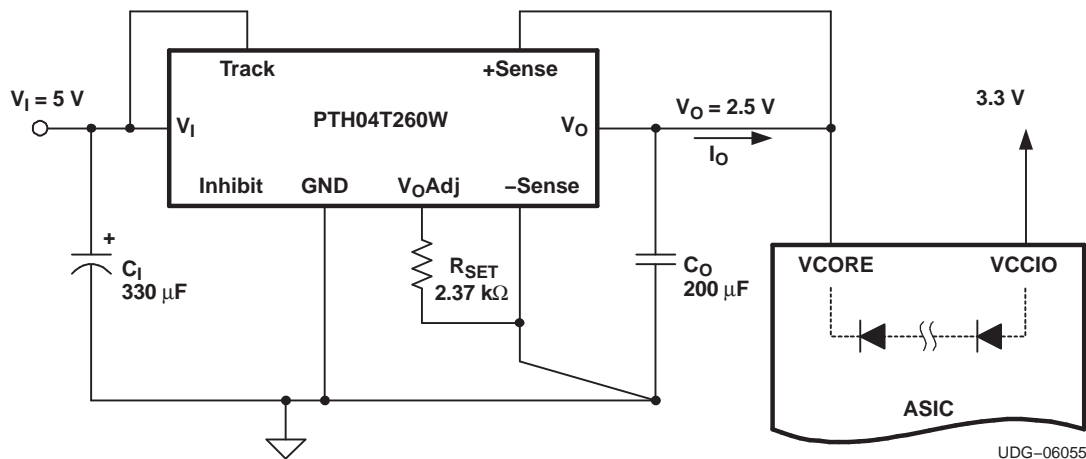 Track
+Sense
V_I = 5 V
V_I
PTH04T260W
V_O
V_O = 2.5 V
I_O
3.3 V
Inhibit
GND
V_OAdj
−Sense
+
C_I
330 μF
R_SET
2.37 kΩ
C_O
200 μF
VCORE
VCCIO
ASIC
UDG−06055